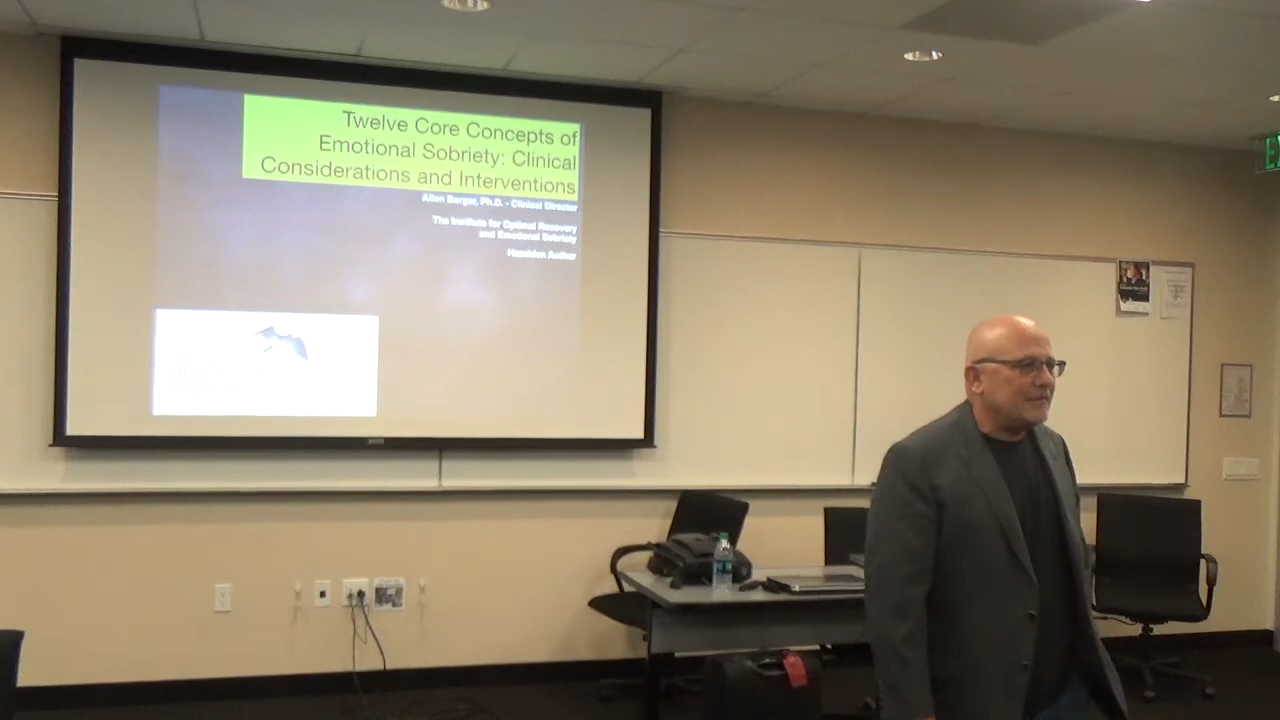 Twelve Core Concepts of
Emotional Sobriety: Clinical
Considerations and Interventions
Allen Berger, Ph.D. - Clinical Director
The Institute for Optimal Recovery
and Emotional Sobriety
Hazelden Author